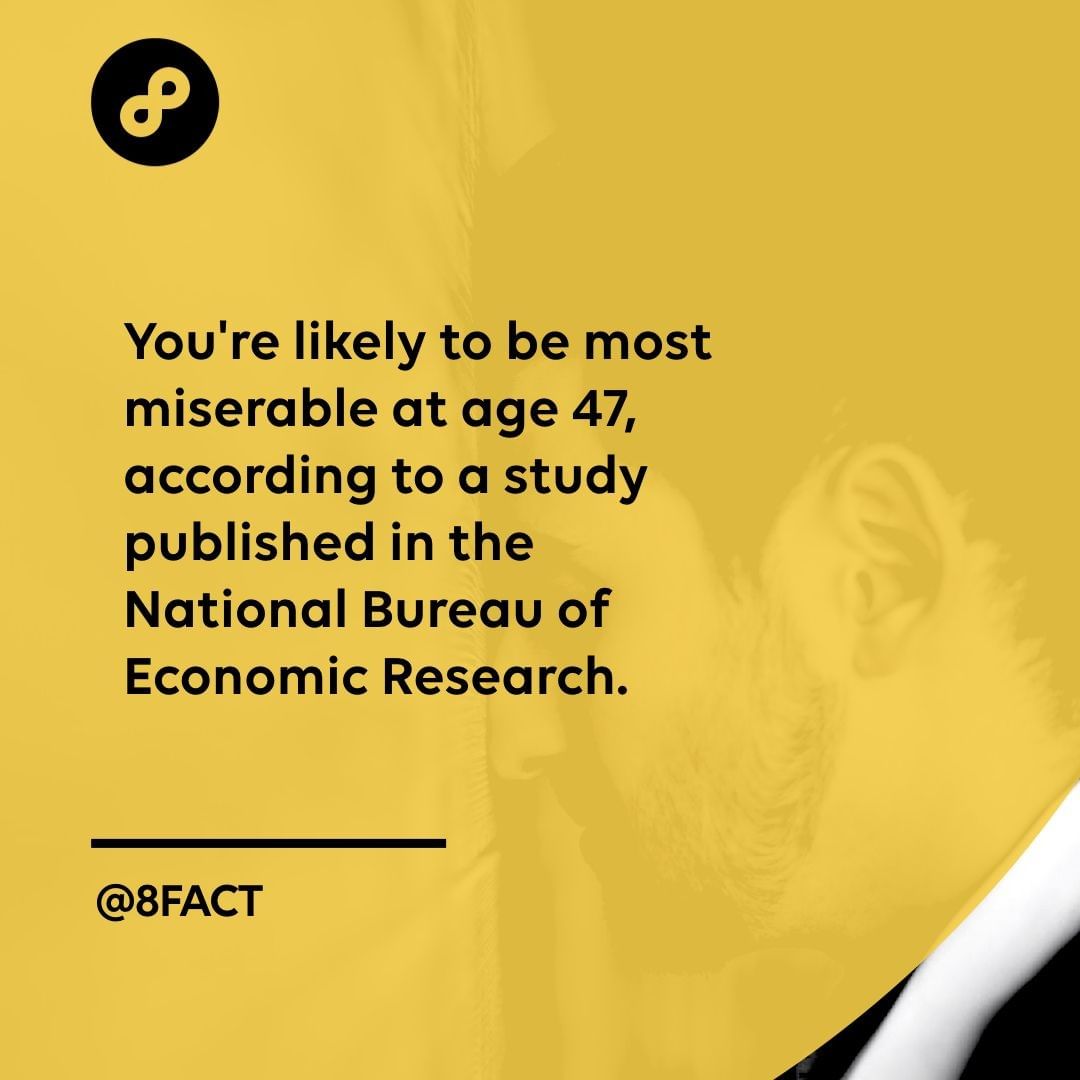 You're likely to be most
miserable at age 47,
according to a study
published in the
National Bureau of
Economic Research.
@8FACT